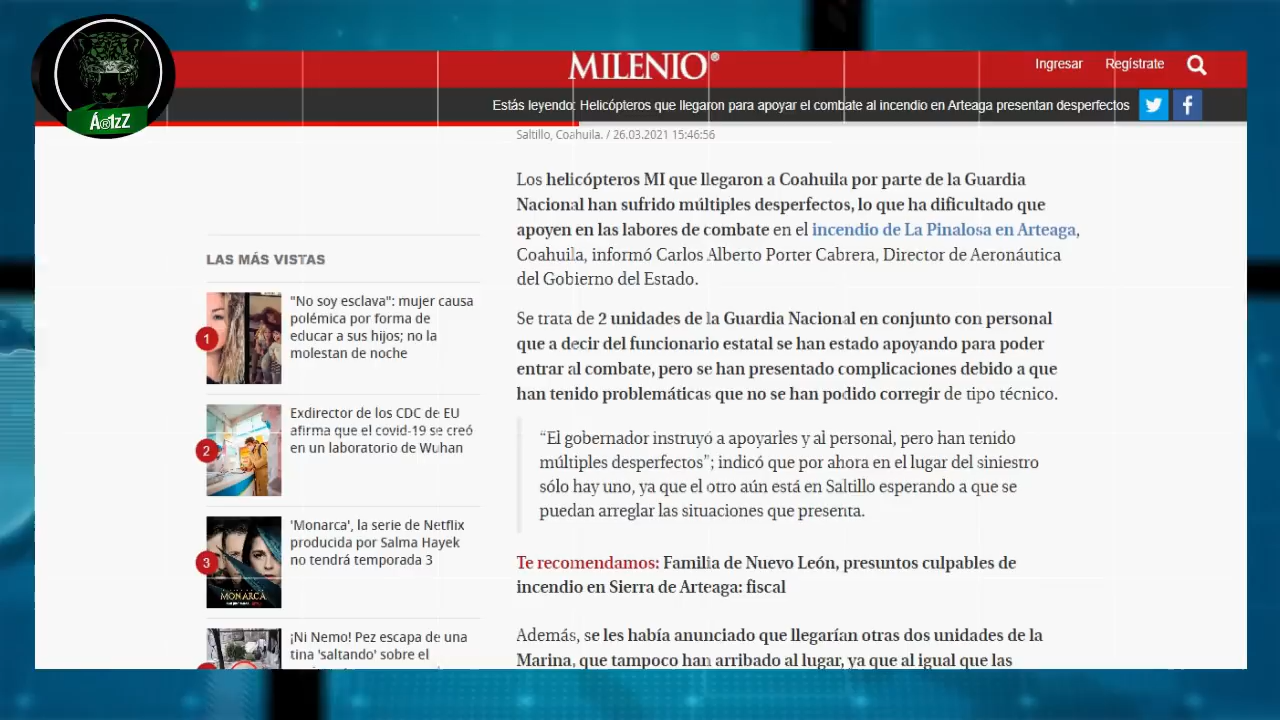 Á®1zZ
MILENIO®
Ingresar
Regístrate
Estás leyendo: Helicópteros que llegaron para apoyar el combate al incendio en Arteaga presentan desperfectos
Saltillo, Coahuila. / 26.03.2021 15:46:56
Los helicópteros MI que llegaron a Coahuila por parte de la Guardia
Nacional han sufrido múltiples desperfectos, lo que ha dificultado que
apoyen en las labores de combate en el incendio de La Pinalosa en Arteaga,
Coahuila, informó Carlos Alberto Porter Cabrera, Director de Aeronáutica
del Gobierno del Estado.
Se trata de 2 unidades de la Guardia Nacional en conjunto con personal
que a decir del funcionario estatal se han estado apoyando para poder
entrar al combate, pero se han presentado complicaciones debido a que
han tenido problemáticas que no se han podido corregir de tipo técnico.
“El gobernador instruyó a apoyarles y al personal, pero han tenido
múltiples desperfectos”; indicó que por ahora en el lugar del siniestro
sólo hay uno, ya que el otro aún está en Saltillo esperando a que se
puedan arreglar las situaciones que presenta.
Te recomendamos: Familia de Nuevo León, presuntos culpables de
incendio en Sierra de Arteaga: fiscal
Además, se les había anunciado que llegarían otras dos unidades de la
Marina, que tampoco han arribado al lugar, ya que al igual que las
LAS MÁS VISTAS
1
"No soy esclava": mujer causa
polémica por forma de
educar a sus hijos; no la
molestan de noche
2
Exdirector de los CDC de EU
afirma que el covid-19 se creó
en un laboratorio de Wuhan
3
MONARCA
'Monarca', la serie de Netflix
producida por Salma Hayek
no tendrá temporada 3
¡Ni Nemo! Pez escapa de una
tina 'saltando' sobre el